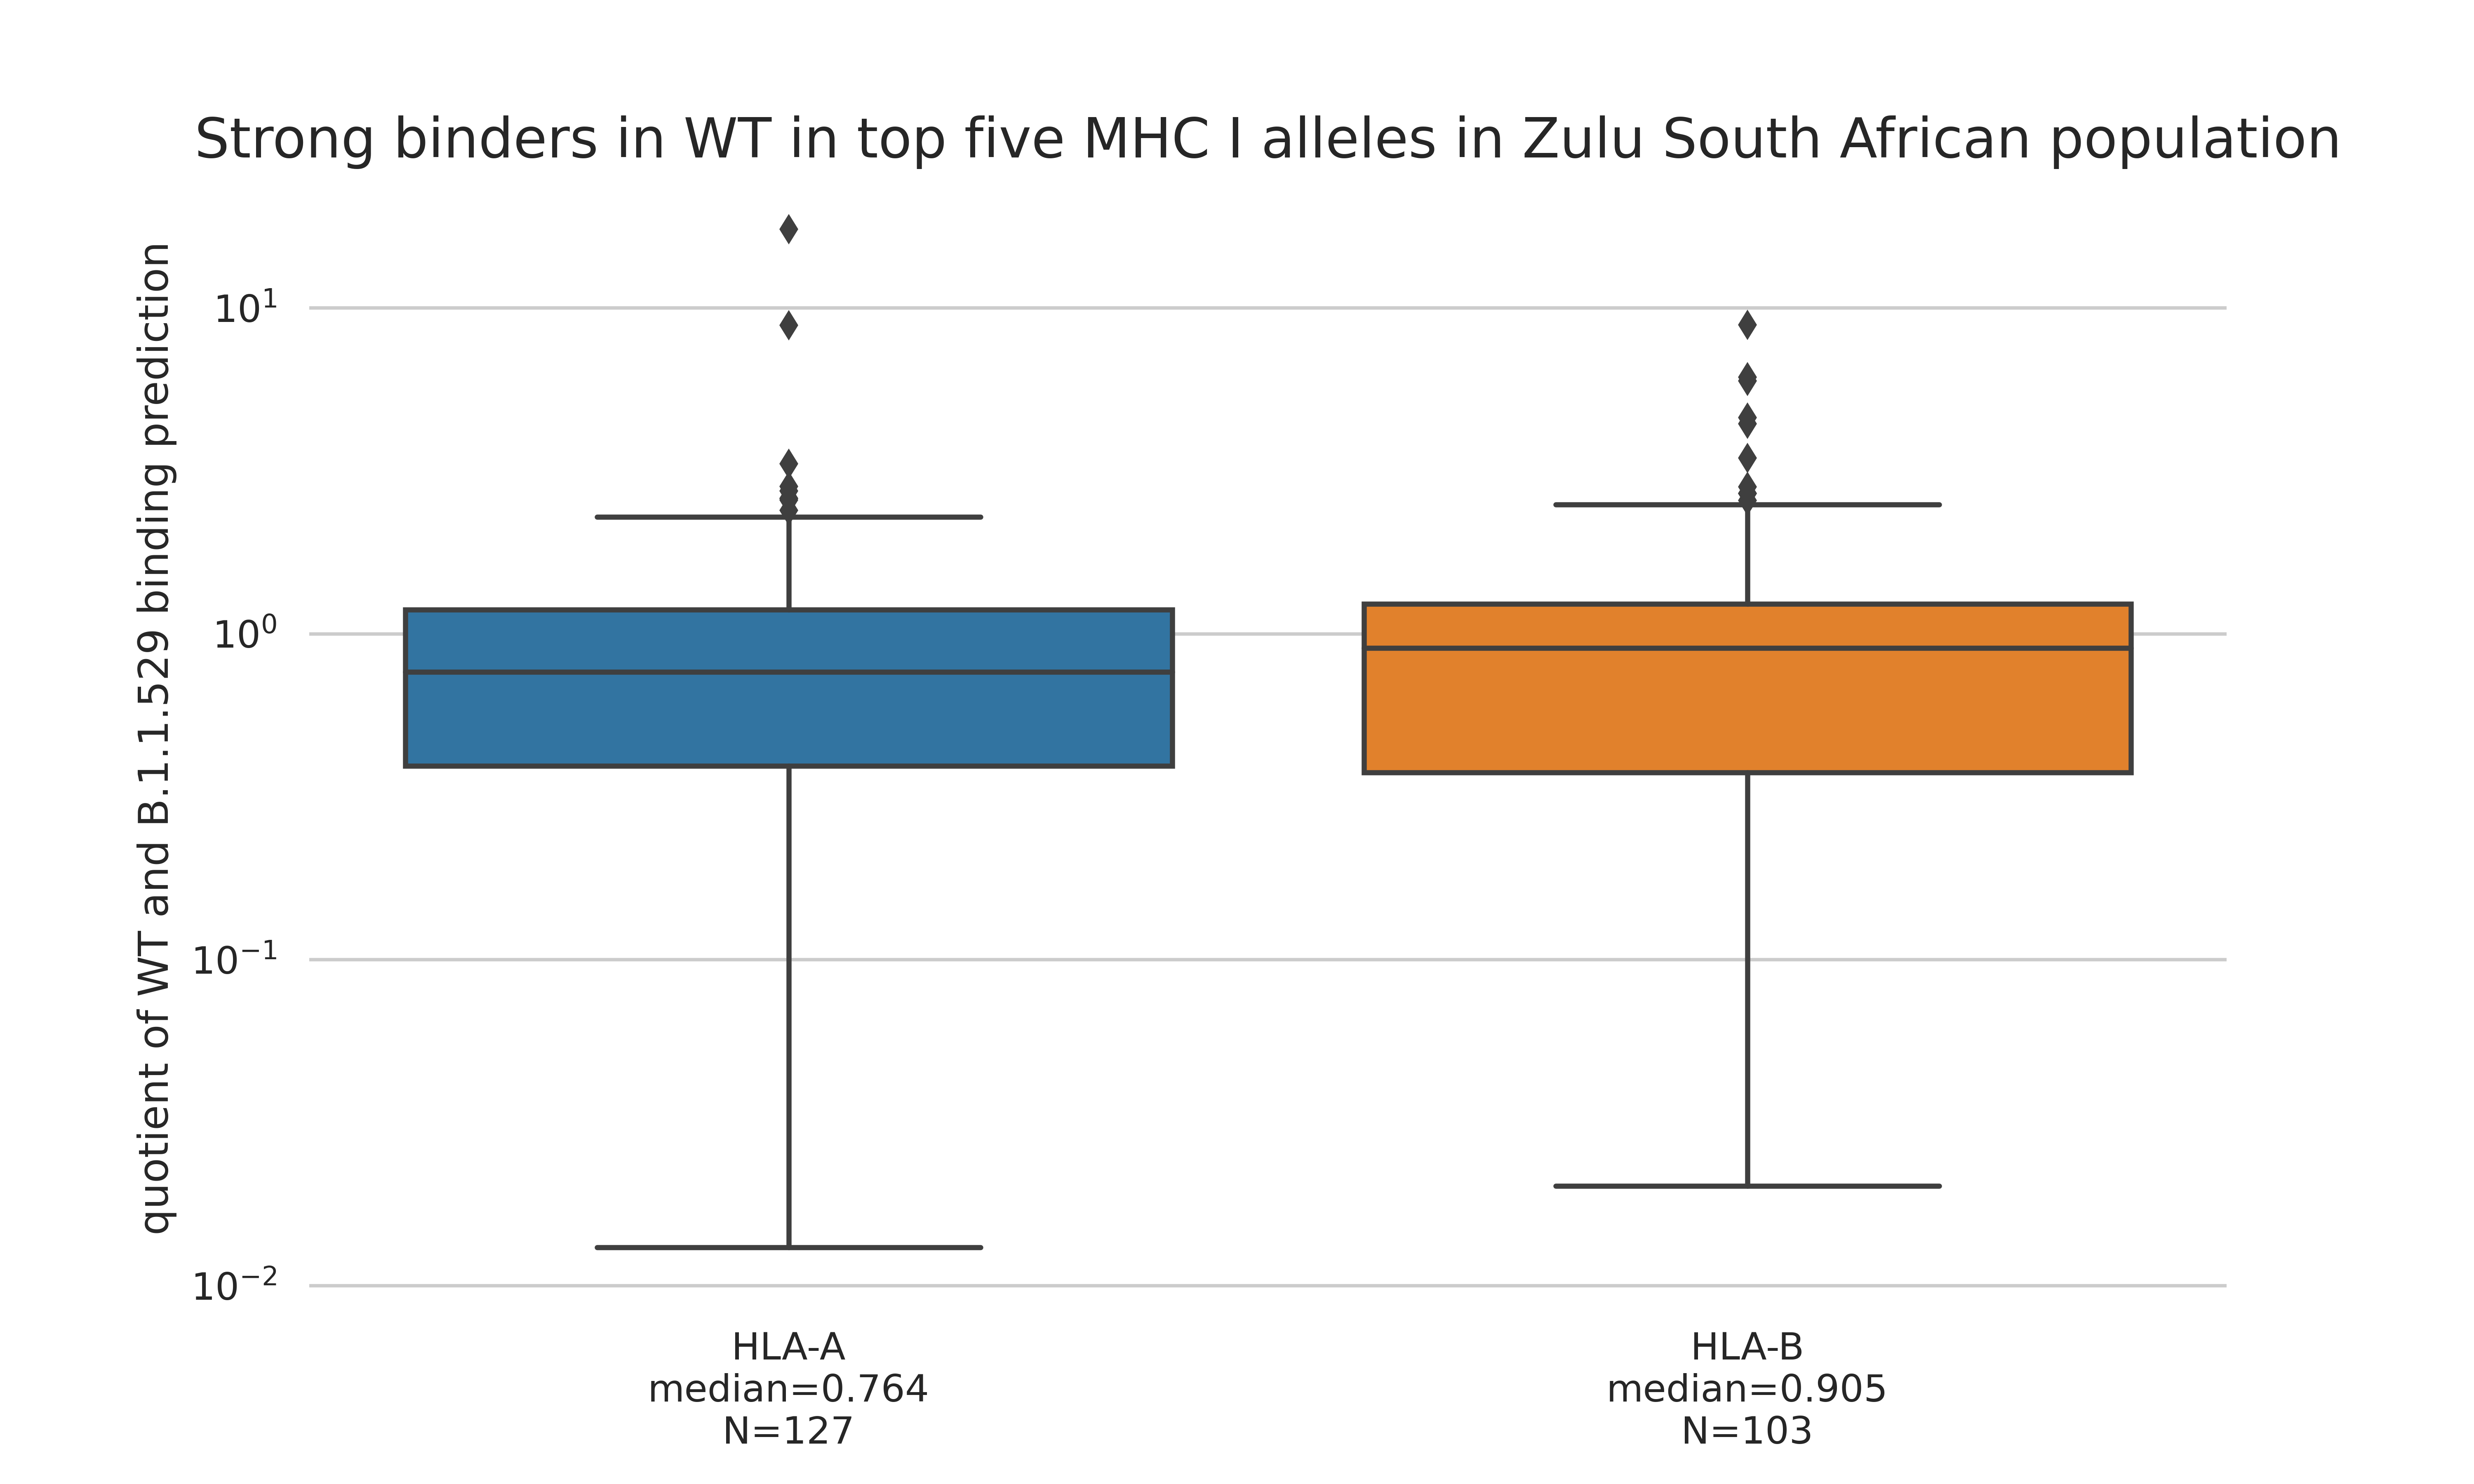 Strong binders in WT in top five MHC I alleles in Zulu South African population
quotient of WT and B.1.1.529 binding prediction
10¹
10⁰
10⁻¹
10⁻²
HLA-A
median=0.764
N=127
HLA-B
median=0.905
N=103